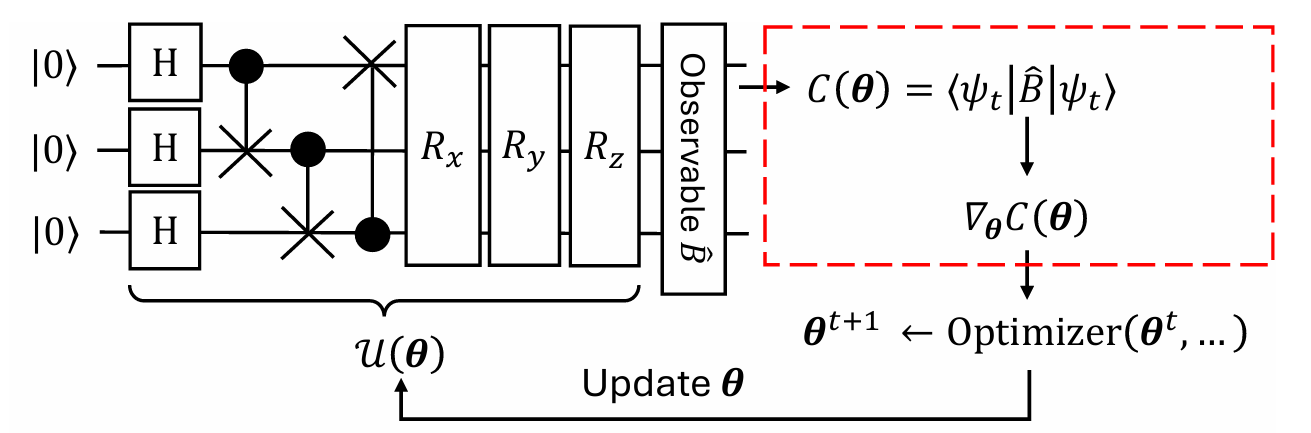 |0⟩ H
|0⟩ H
|0⟩ H
R_x R_y R_z
Observable B̂
C(θ) = ⟨ψ_t|B̂|ψ_t⟩
∇_θ C(θ)
θ^{t+1} ← Optimizer(θ^t, …)
𝒰(θ)
Update θ